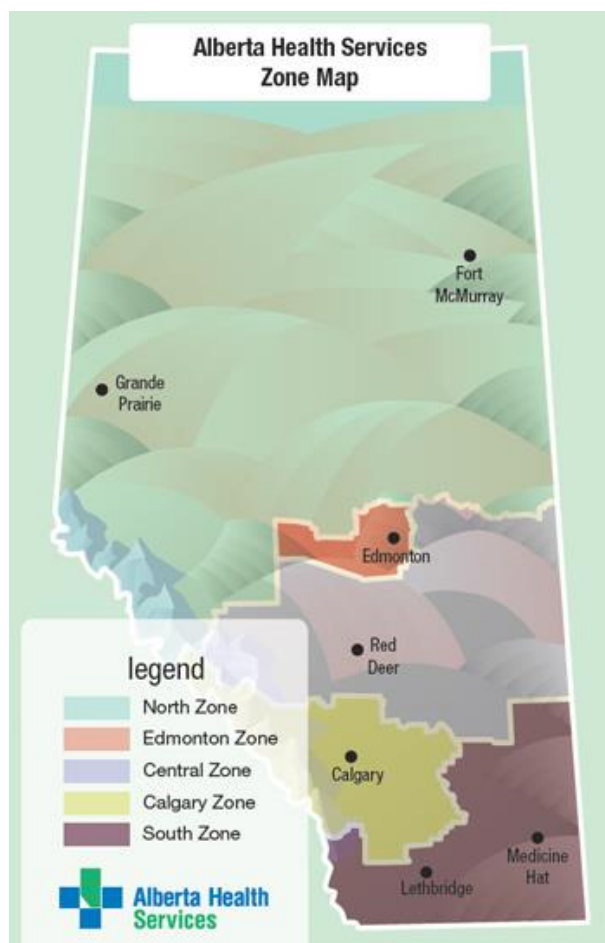 Alberta Health Services
Zone Map
Fort
McMurray
Grande
Prairie
Edmonton
Red
Deer
Calgary
Medicine
Hat
Lethbridge
legend
North Zone
Edmonton Zone
Central Zone
Calgary Zone
South Zone
Alberta Health
Services